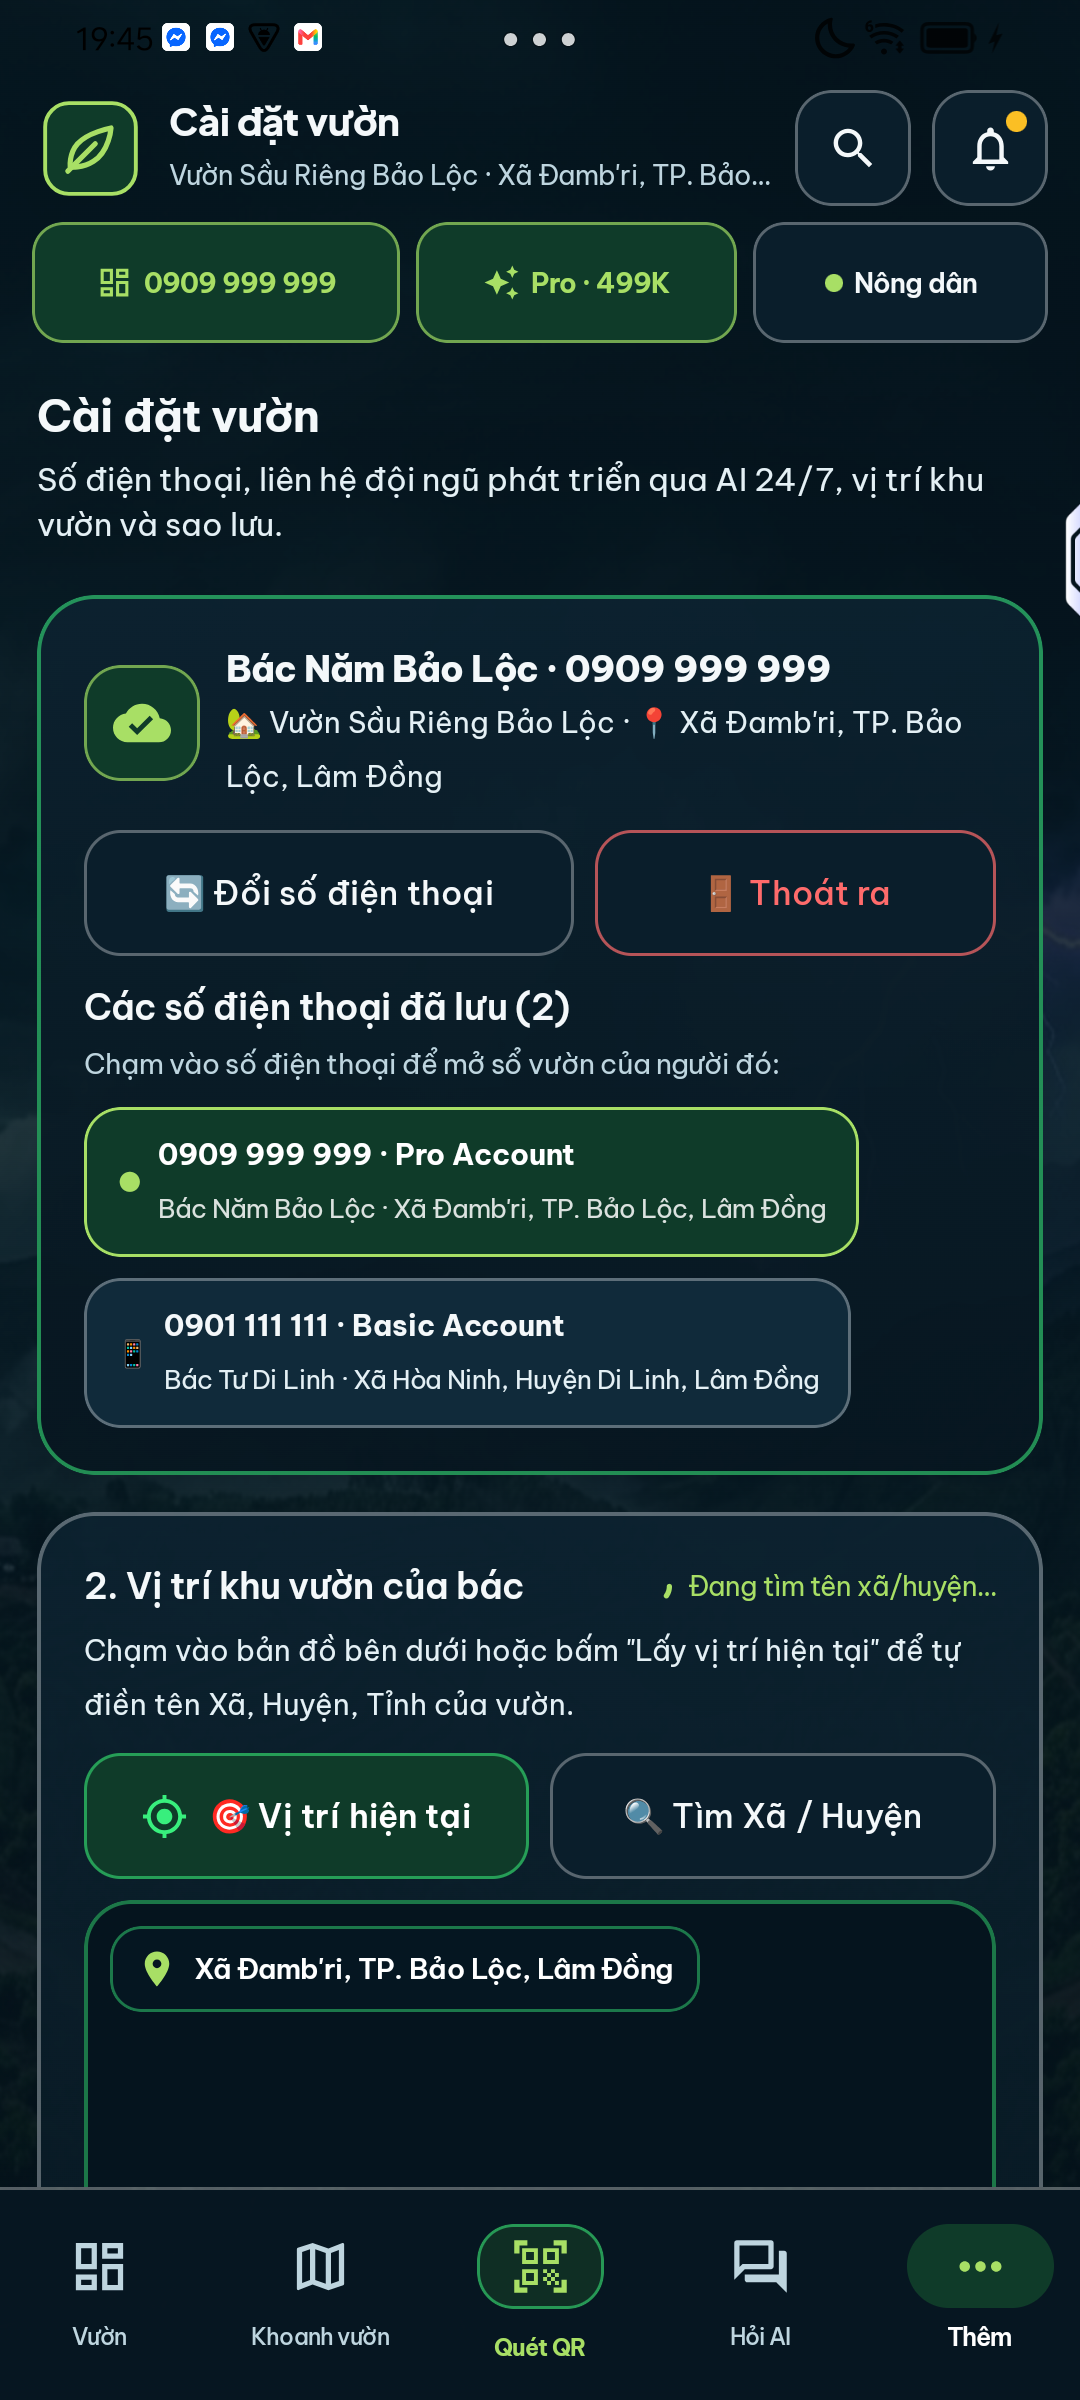 19:45
Cài đặt vườn
Vườn Sầu Riêng Bảo Lộc · Xã Đamb'ri, TP. Bảo...
0909 999 999
Pro · 499K
Nông dân
Cài đặt vườn
Số điện thoại, liên hệ đội ngũ phát triển qua AI 24/7, vị trí khu
vườn và sao lưu.
Bác Năm Bảo Lộc · 0909 999 999
🏡 Vườn Sầu Riêng Bảo Lộc · 📍 Xã Đamb'ri, TP. Bảo
Lộc, Lâm Đồng
🔄 Đổi số điện thoại
🚪 Thoát ra
Các số điện thoại đã lưu (2)
Chạm vào số điện thoại để mở sổ vườn của người đó:
0909 999 999 · Pro Account
Bác Năm Bảo Lộc · Xã Đamb'ri, TP. Bảo Lộc, Lâm Đồng
0901 111 111 · Basic Account
Bác Tư Di Linh · Xã Hòa Ninh, Huyện Di Linh, Lâm Đồng
2. Vị trí khu vườn của bác
Đang tìm tên xã/huyện...
Chạm vào bản đồ bên dưới hoặc bấm "Lấy vị trí hiện tại" để tự
điền tên Xã, Huyện, Tỉnh của vườn.
🎯 Vị trí hiện tại
🔍 Tìm Xã / Huyện
Xã Đamb'ri, TP. Bảo Lộc, Lâm Đồng
Vườn
Khoanh vườn
Quét QR
Hỏi AI
Thêm